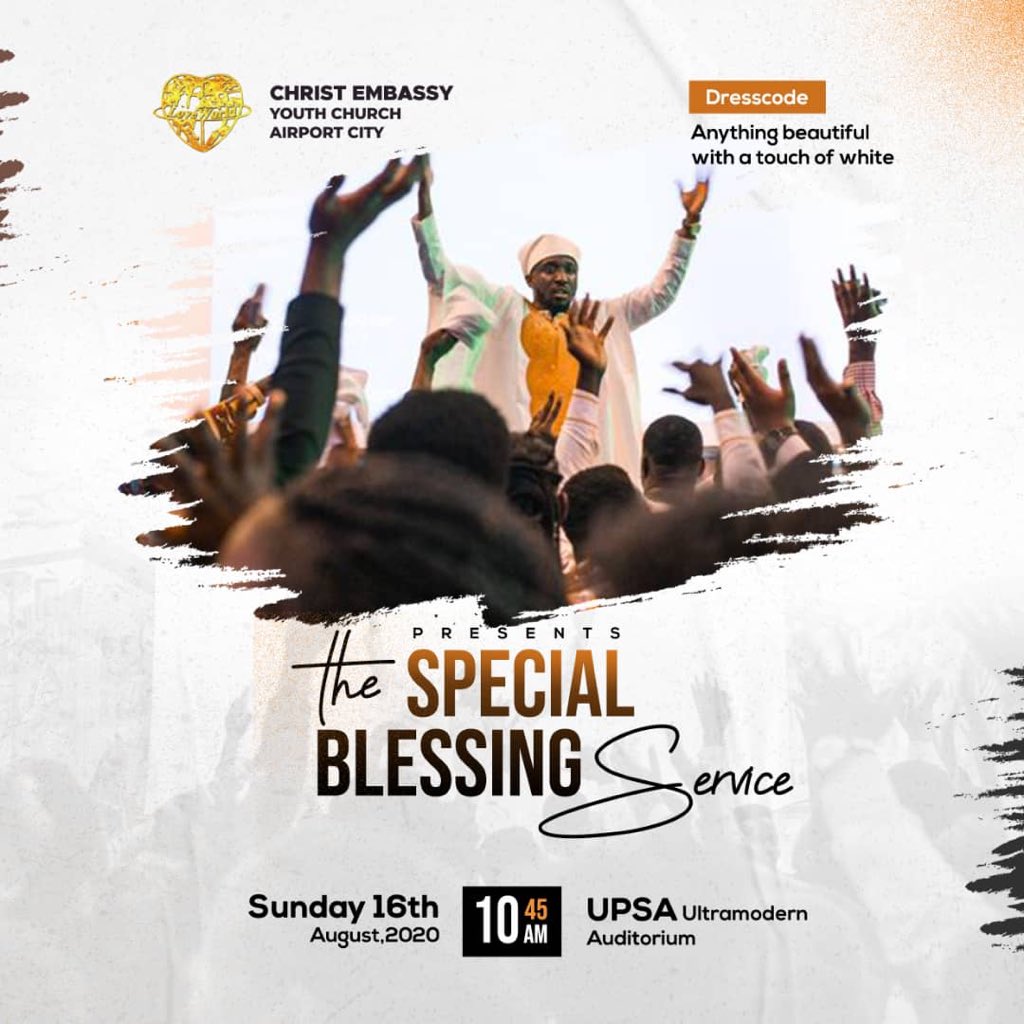 LoveWorld
CHRIST EMBASSY
YOUTH CHURCH
AIRPORT CITY
Dresscode
Anything beautiful
with a touch of white
PRESENTS
the SPECIAL
BLESSING Service
Sunday 16th
August,2020
10 45
AM
UPSA Ultramodern
Auditorium